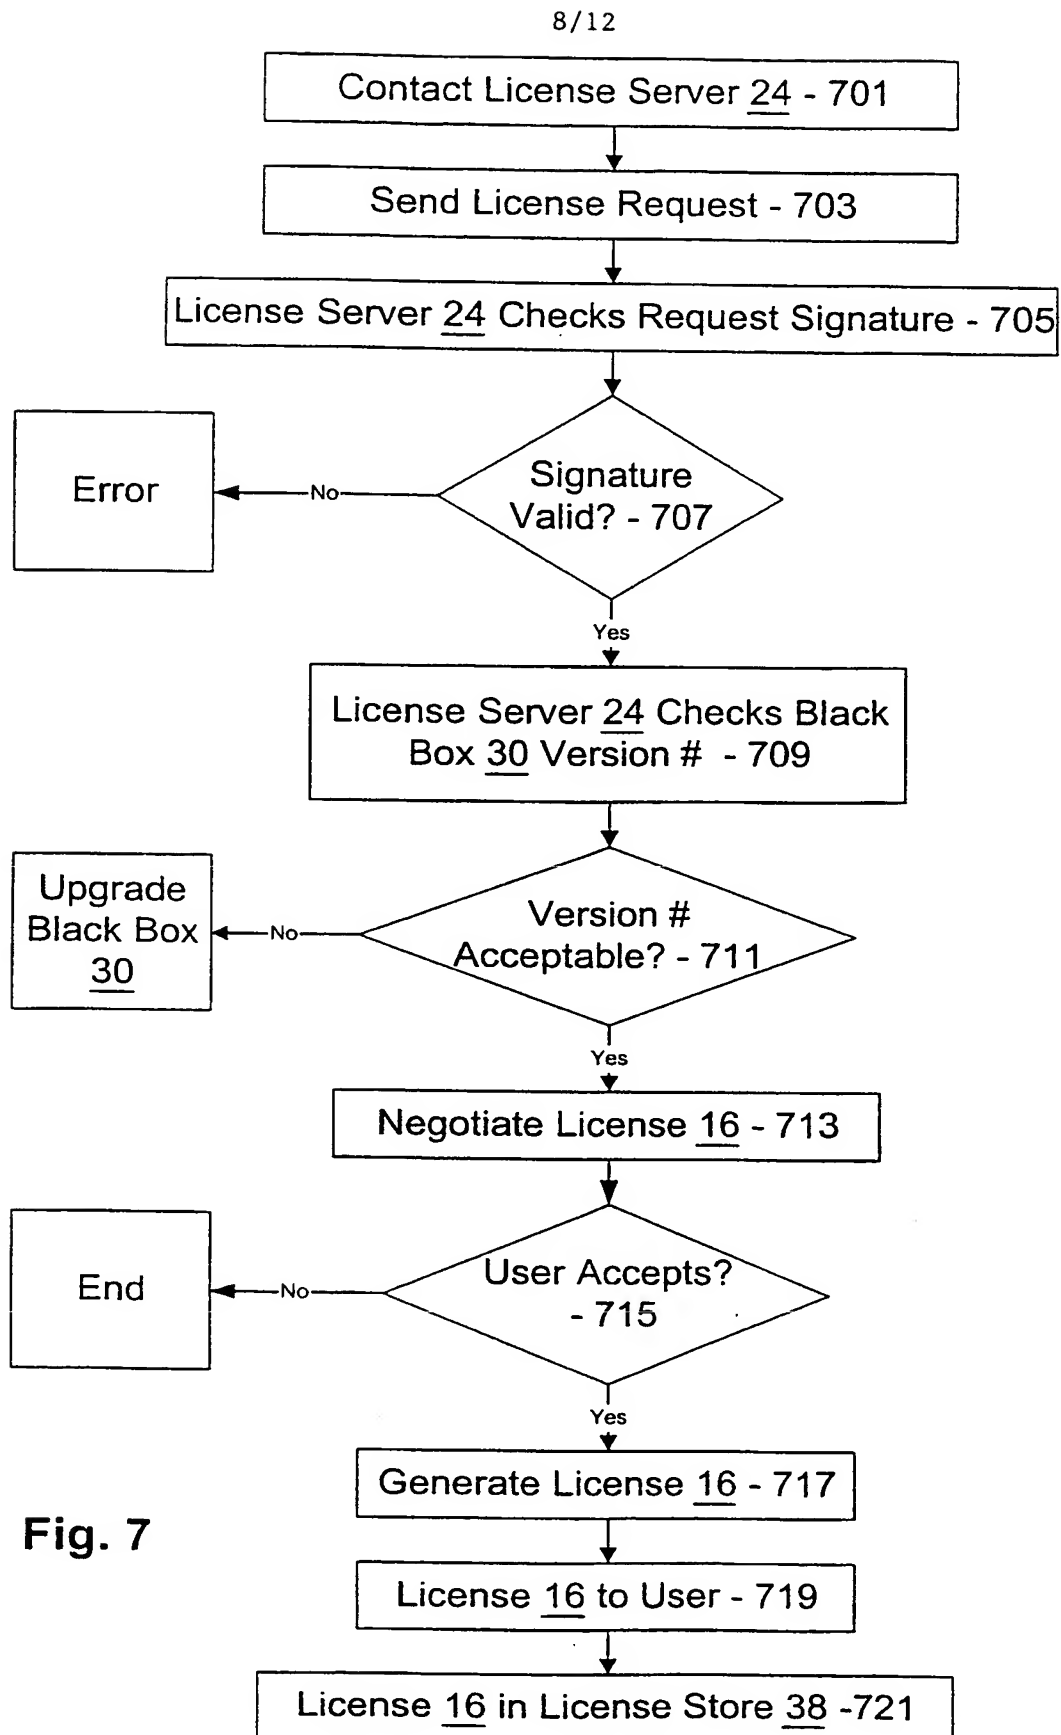 8/12
Contact License Server 24 - 701
Send License Request - 703
License Server 24 Checks Request Signature - 705
Error
No
Signature
Valid? - 707
Yes
License Server 24 Checks Black
Box 30 Version # - 709
Upgrade
Black Box
30
No
Version #
Acceptable? - 711
Yes
Negotiate License 16 - 713
End
No
User Accepts?
- 715
Yes
Generate License 16 - 717
Fig. 7
License 16 to User - 719
License 16 in License Store 38 -721